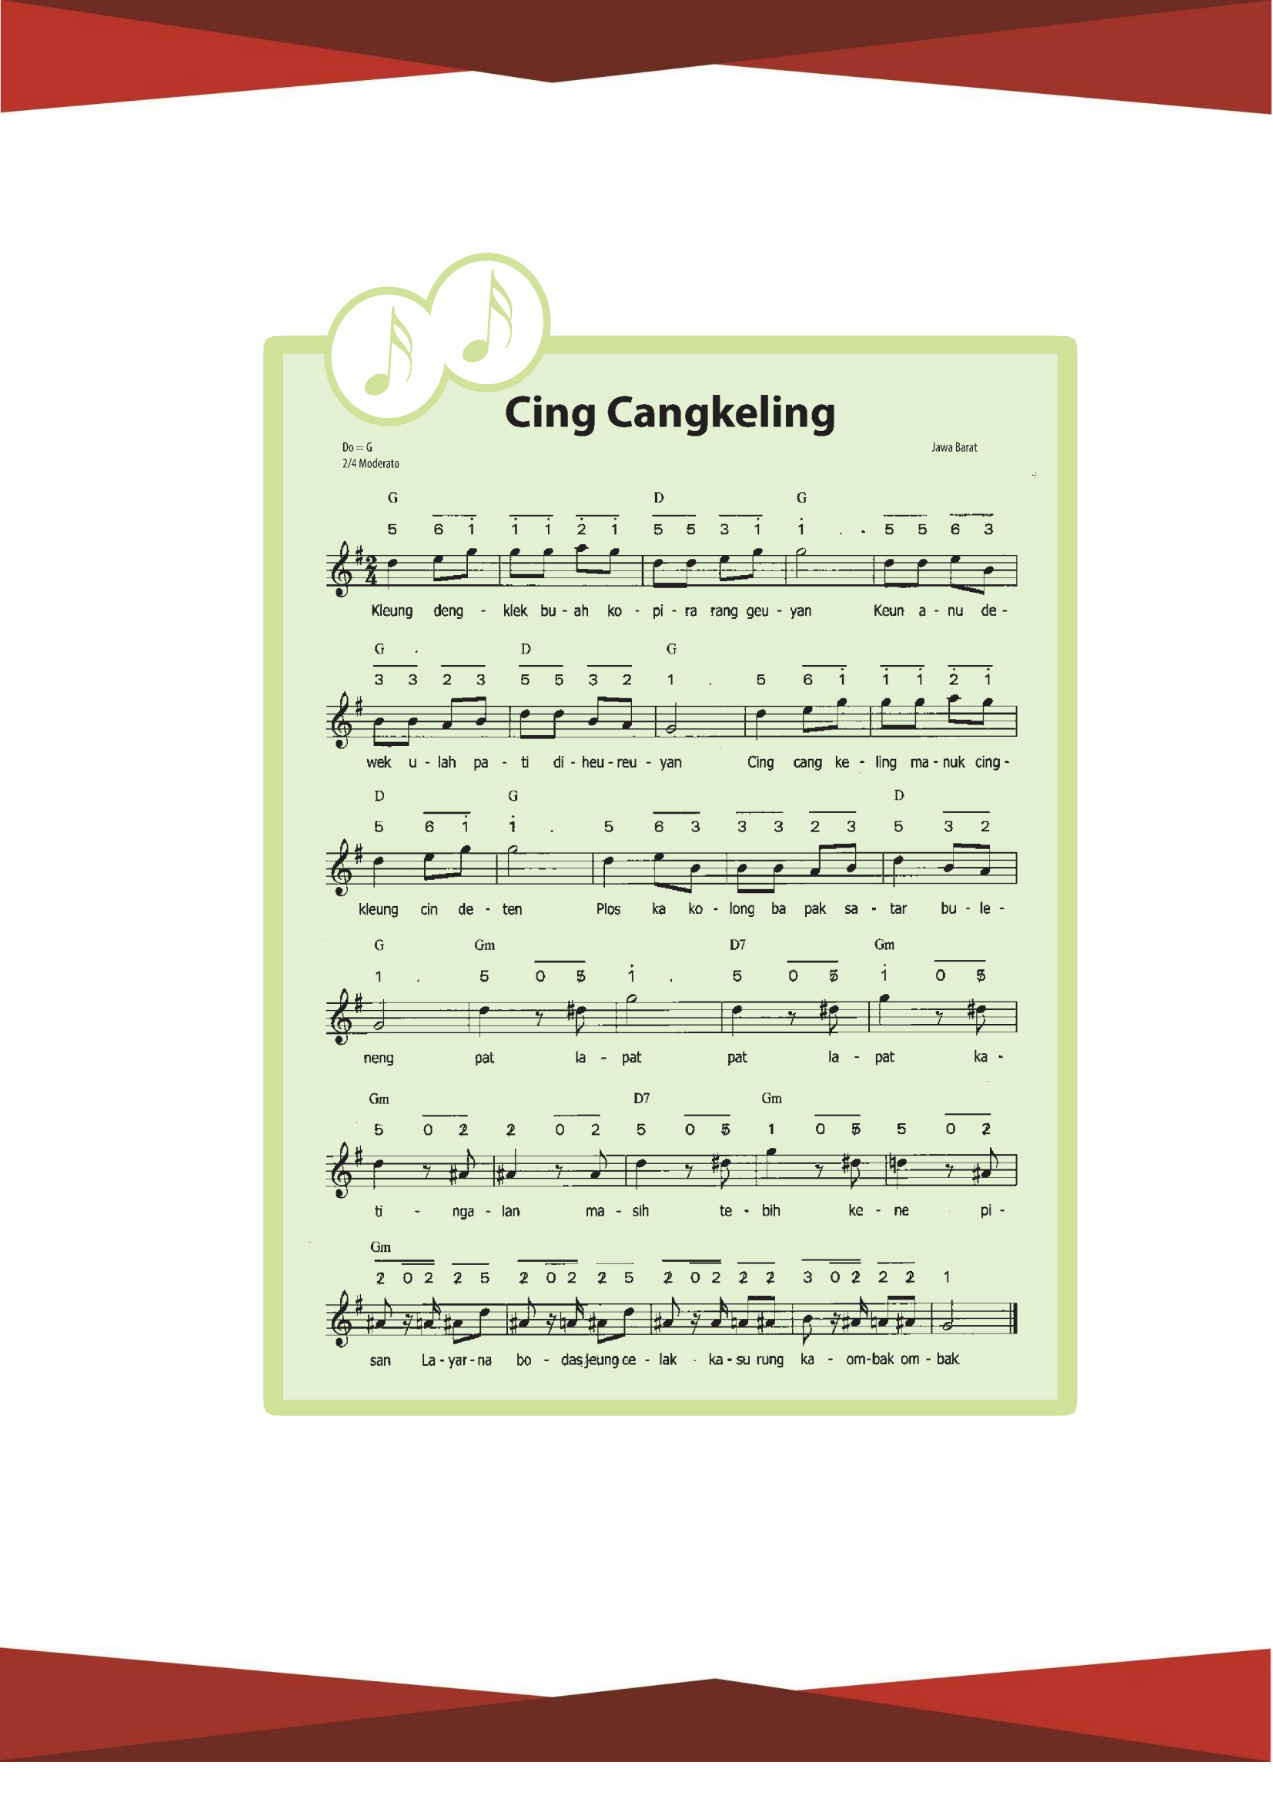 Cing Cangkeling
Do = G
2/4 Moderato
Jawa Barat
G D G
5 6 1̇ 1̇ 1̇ 2̇ 1̇ 5 5 3 1̇ 1̇ . . 5 5 6 3
Kleung deng - klek bu - ah ko - pi - ra rang geu - yan Keun a - nu de -
G . D G
3 3 2 3 5 5 3 2 1 . 5 6 1̇ 1̇ 1̇ 2̇ 1̇
wek u - lah pa - ti di - heu - reu - yan Cing cang ke - ling ma - nuk cing -
D G D
5 6 1̇ 1̇ . 5 6 3 3 3 2 3 5 3 2
kleung cin de - ten Plos ka ko - long ba pak sa - tar bu - le -
G Gm D7 Gm
1 . 5 0 5̸ 1̇ . 5 0 5̸ 1̇ 0 5̸
neng pat la - pat pat la - pat ka -
Gm D7 Gm
5 0 2̸ 2̸ 0 2 5 0 5̸ 1 0 5̸ 5 0 2̸
ti - nga - lan ma - sih te - bih ke - ne pi -
Gm
2̸ 0 2 2̸ 5 2̸ 0 2 2̸ 5 2̸ 0 2 2̸ 2̸ 3 0 2̸ 2 2̸ 1
san La - yar - na bo - das jeung ce - lak - ka - su rung ka - om - bak om - bak